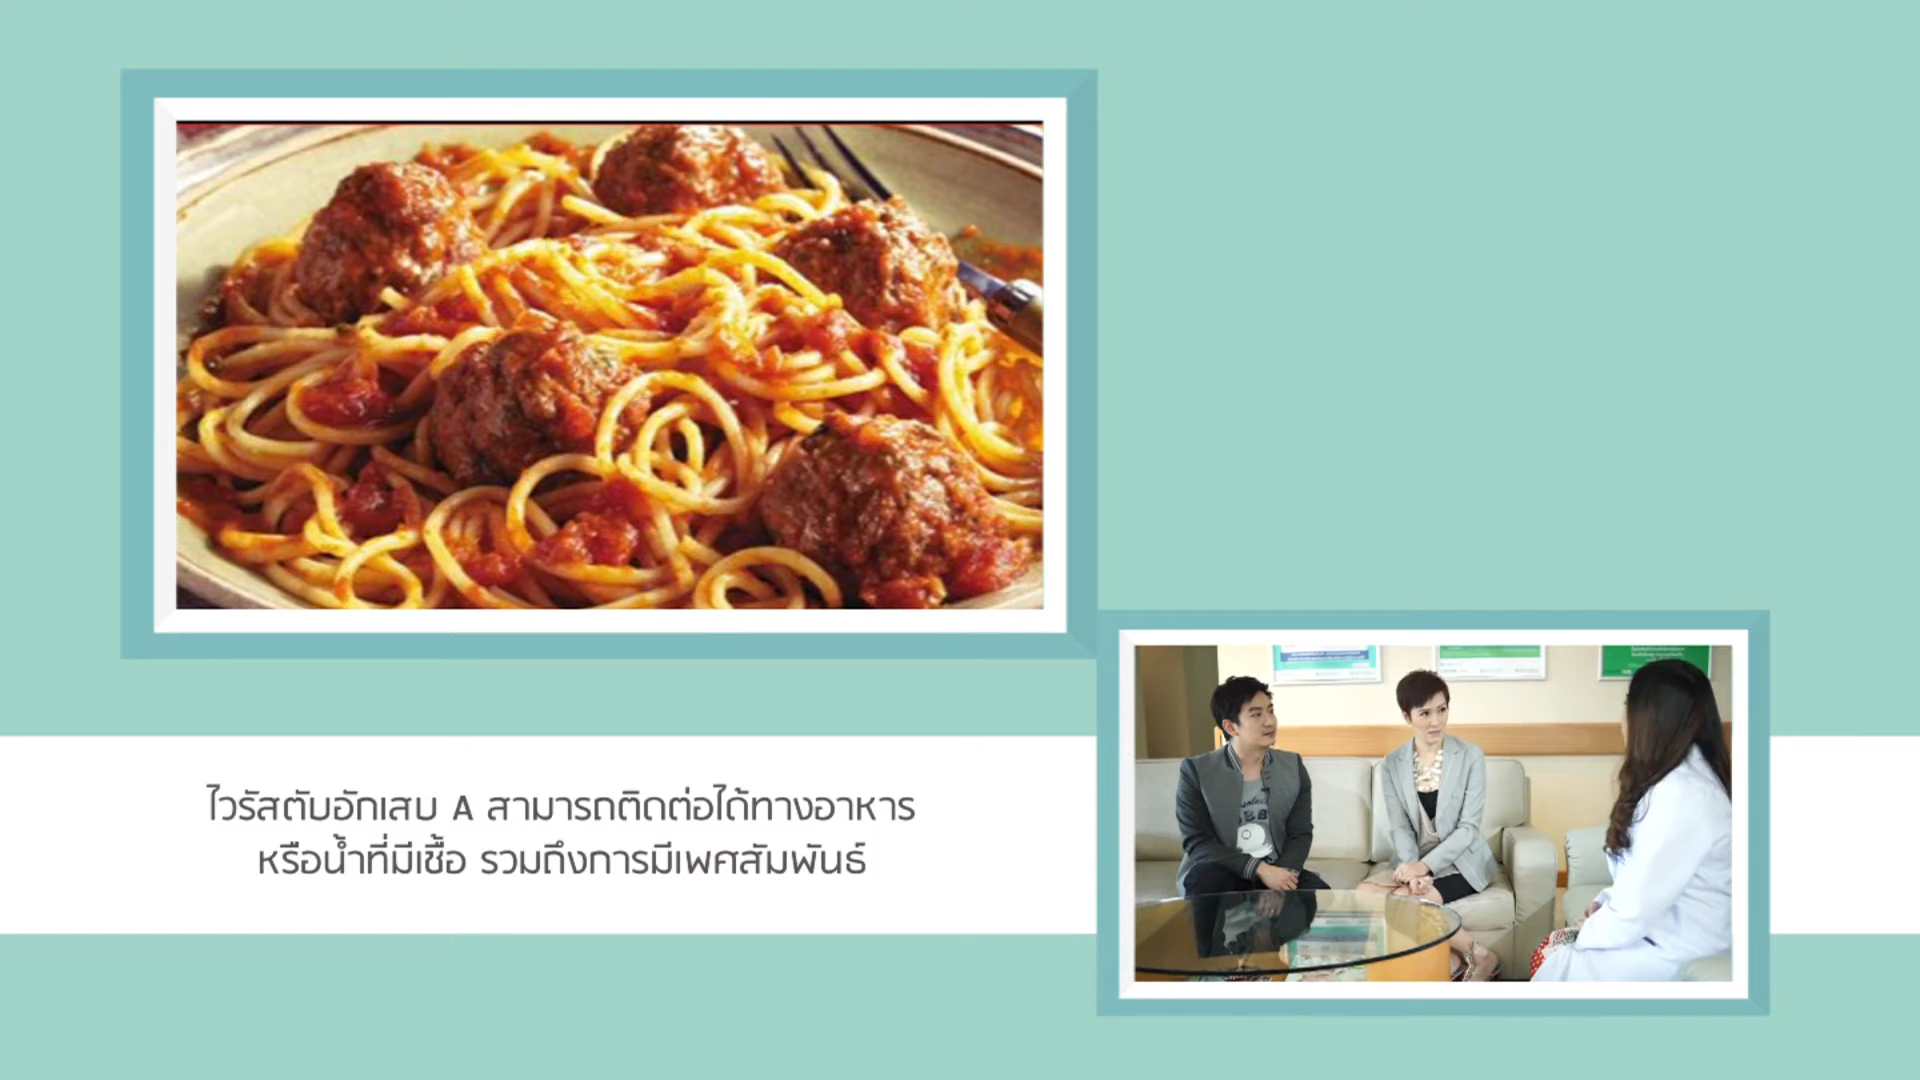 ไวรัสตับอักเสบ A สามารถติดต่อได้ทางอาหาร
หรือน้ำที่มีเชื้อ รวมถึงการมีเพศสัมพันธ์